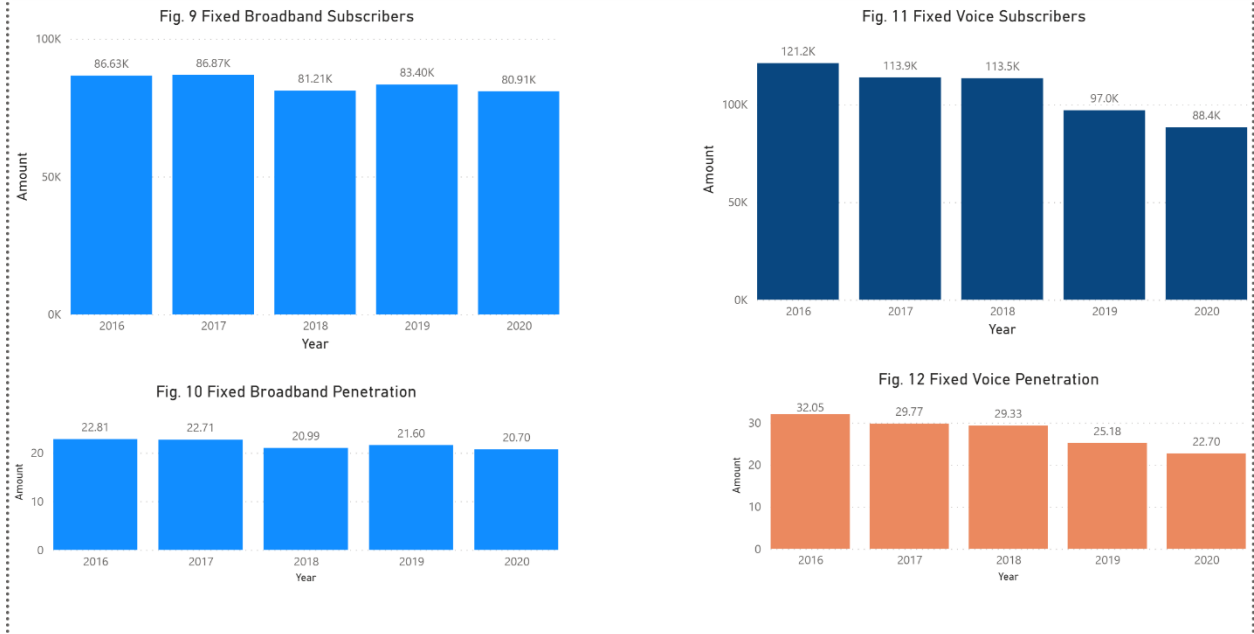 Fig. 9 Fixed Broadband Subscribers
100K
50K
0K
Amount
86.63K 86.87K 81.21K 83.40K 80.91K
2016 2017 2018 2019 2020
Year
Fig. 10 Fixed Broadband Penetration
20
10
0
Amount
22.81 22.71 20.99 21.60 20.70
2016 2017 2018 2019 2020
Year
Fig. 11 Fixed Voice Subscribers
100K
50K
0K
Amount
121.2K 113.9K 113.5K 97.0K 88.4K
2016 2017 2018 2019 2020
Year
Fig. 12 Fixed Voice Penetration
30
20
10
0
Amount
32.05 29.77 29.33 25.18 22.70
2016 2017 2018 2019 2020
Year